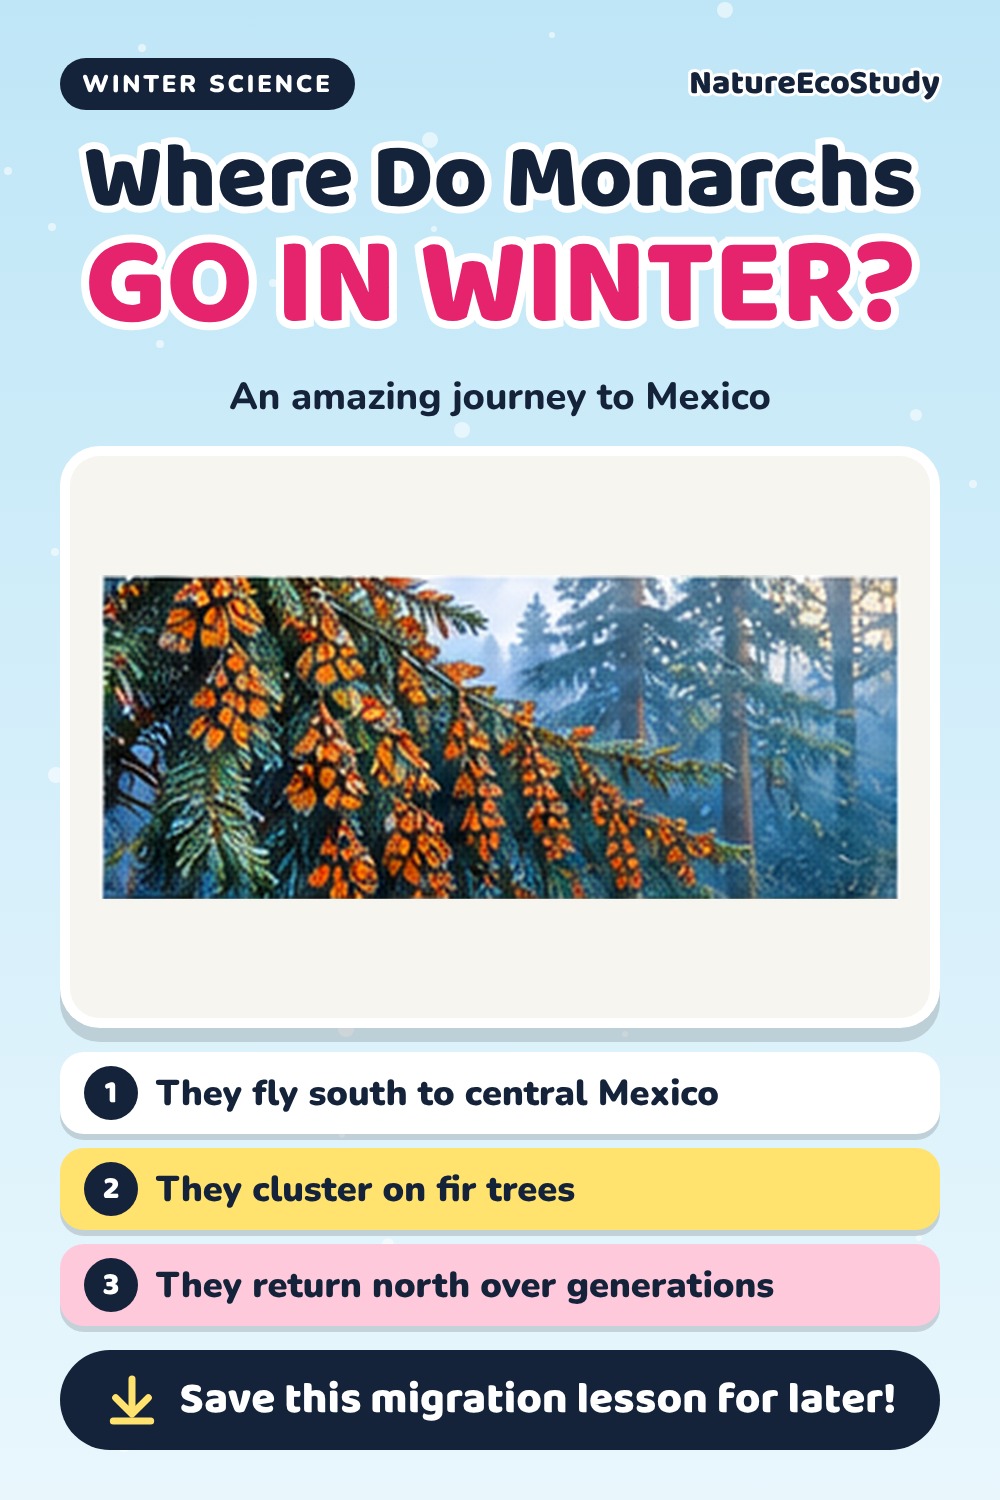 WINTER SCIENCE
NatureEcoStudy
Where Do Monarchs
GO IN WINTER?
An amazing journey to Mexico
1 They fly south to central Mexico
2 They cluster on fir trees
3 They return north over generations
Save this migration lesson for later!